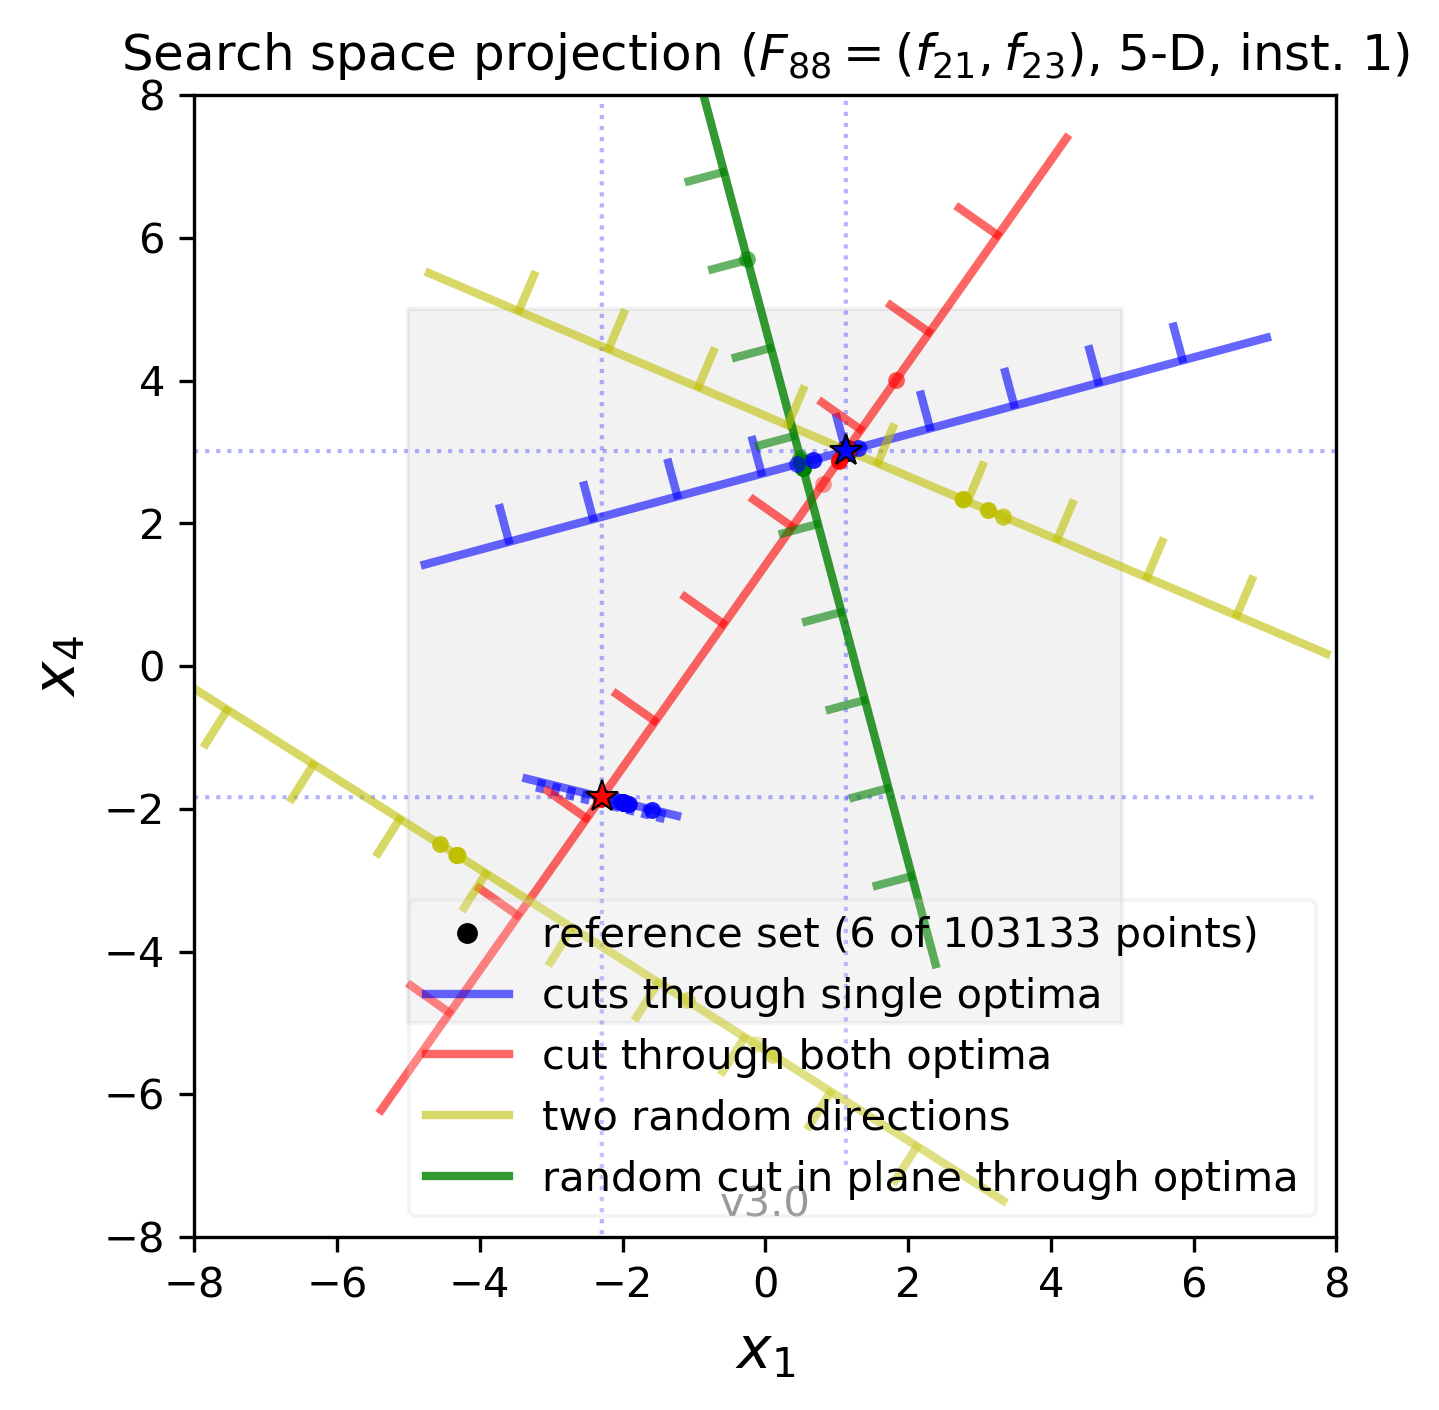 Search space projection (F₈₈ = (f₂₁, f₂₃), 5-D, inst. 1)
8
6
4
2
0
−2
−4
−6
−8
x₄
reference set (6 of 103133 points)
cuts through single optima
cut through both optima
two random directions
random cut in plane through optima
v3.0
−8 −6 −4 −2 0 2 4 6 8
x₁